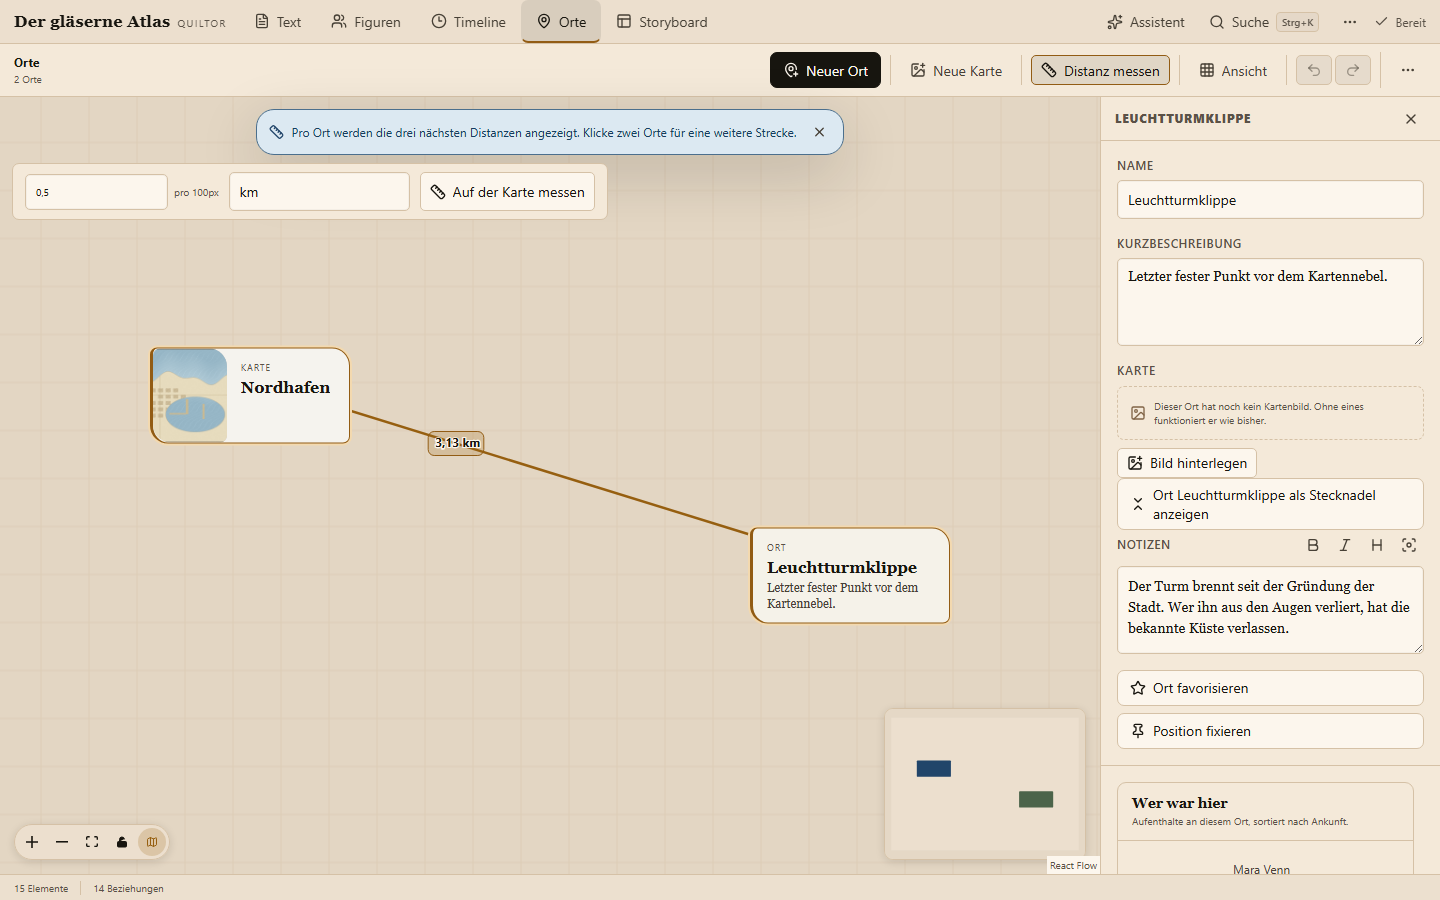 Der gläserne Atlas QUILTOR Text Figuren Timeline Orte Storyboard Assistent Suche Strg+K Bereit
Orte
2 Orte
Neuer Ort Neue Karte Distanz messen Ansicht
Pro Ort werden die drei nächsten Distanzen angezeigt. Klicke zwei Orte für eine weitere Strecke.
0,5 pro 100px km Auf der Karte messen
KARTE
Nordhafen
3,13 km
ORT
Leuchtturmklippe
Letzter fester Punkt vor dem
Kartennebel.
React Flow
LEUCHTTURMKLIPPE
NAME
Leuchtturmklippe
KURZBESCHREIBUNG
Letzter fester Punkt vor dem Kartennebel.
KARTE
Dieser Ort hat noch kein Kartenbild. Ohne eines
funktioniert er wie bisher.
Bild hinterlegen
Ort Leuchtturmklippe als Stecknadel
anzeigen
NOTIZEN
Der Turm brennt seit der Gründung der
Stadt. Wer ihn aus den Augen verliert, hat die
bekannte Küste verlassen.
Ort favorisieren
Position fixieren
Wer war hier
Aufenthalte an diesem Ort, sortiert nach Ankunft.
Mara Venn
15 Elemente 14 Beziehungen